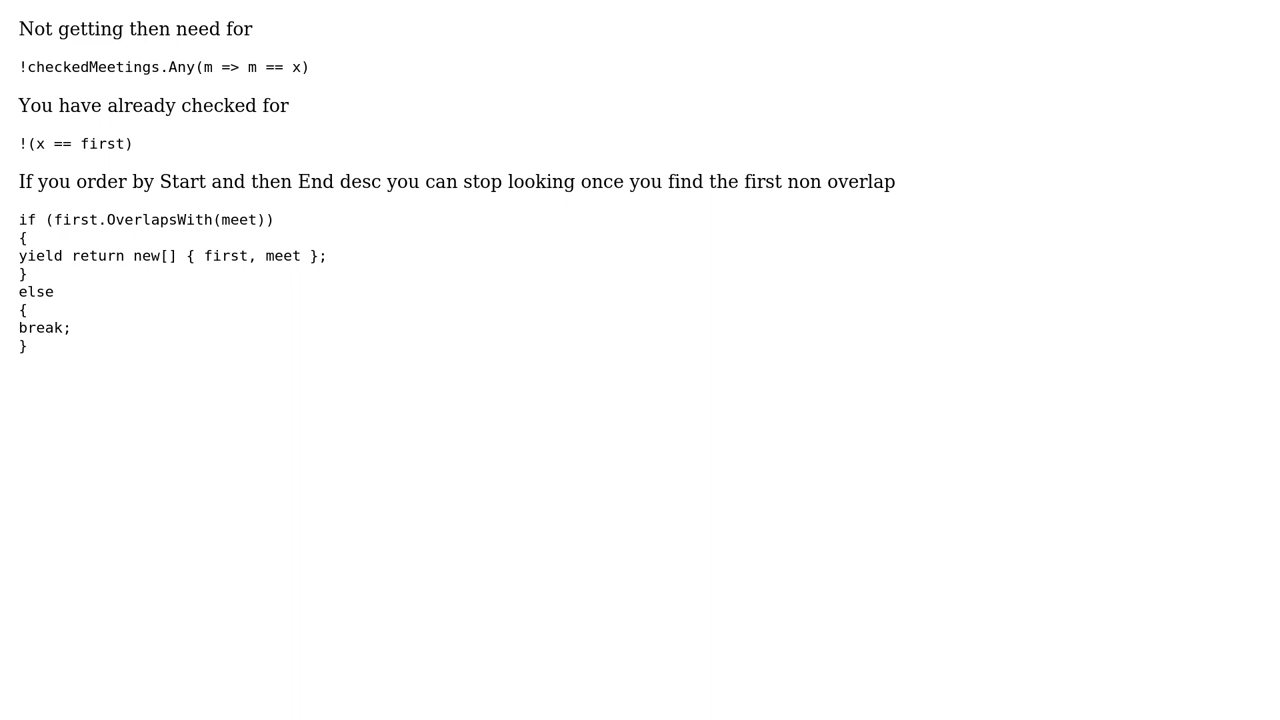 Not getting then need for
!checkedMeetings.Any(m => m == x)
You have already checked for
!(x == first)
If you order by Start and then End desc you can stop looking once you find the first non overlap
if (first.OverlapsWith(meet))
{
yield return new[] { first, meet };
}
else
{
break;
}